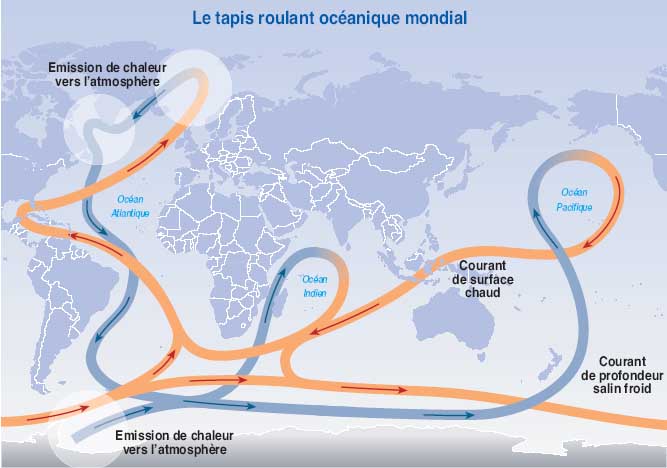 Le tapis roulant océanique mondial
Emission de chaleur
vers l'atmosphère
Océan
Atlantique
Océan
Pacifique
Océan
Indien
Courant
de surface
chaud
Courant
de profondeur
salin froid
Emission de chaleur
vers l'atmosphère